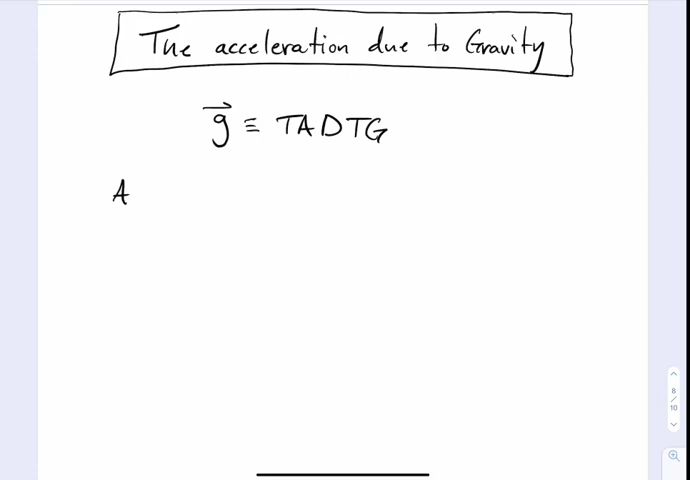 The acceleration due to Gravity
g⃗ ≡ TADTG
A
8
/
10